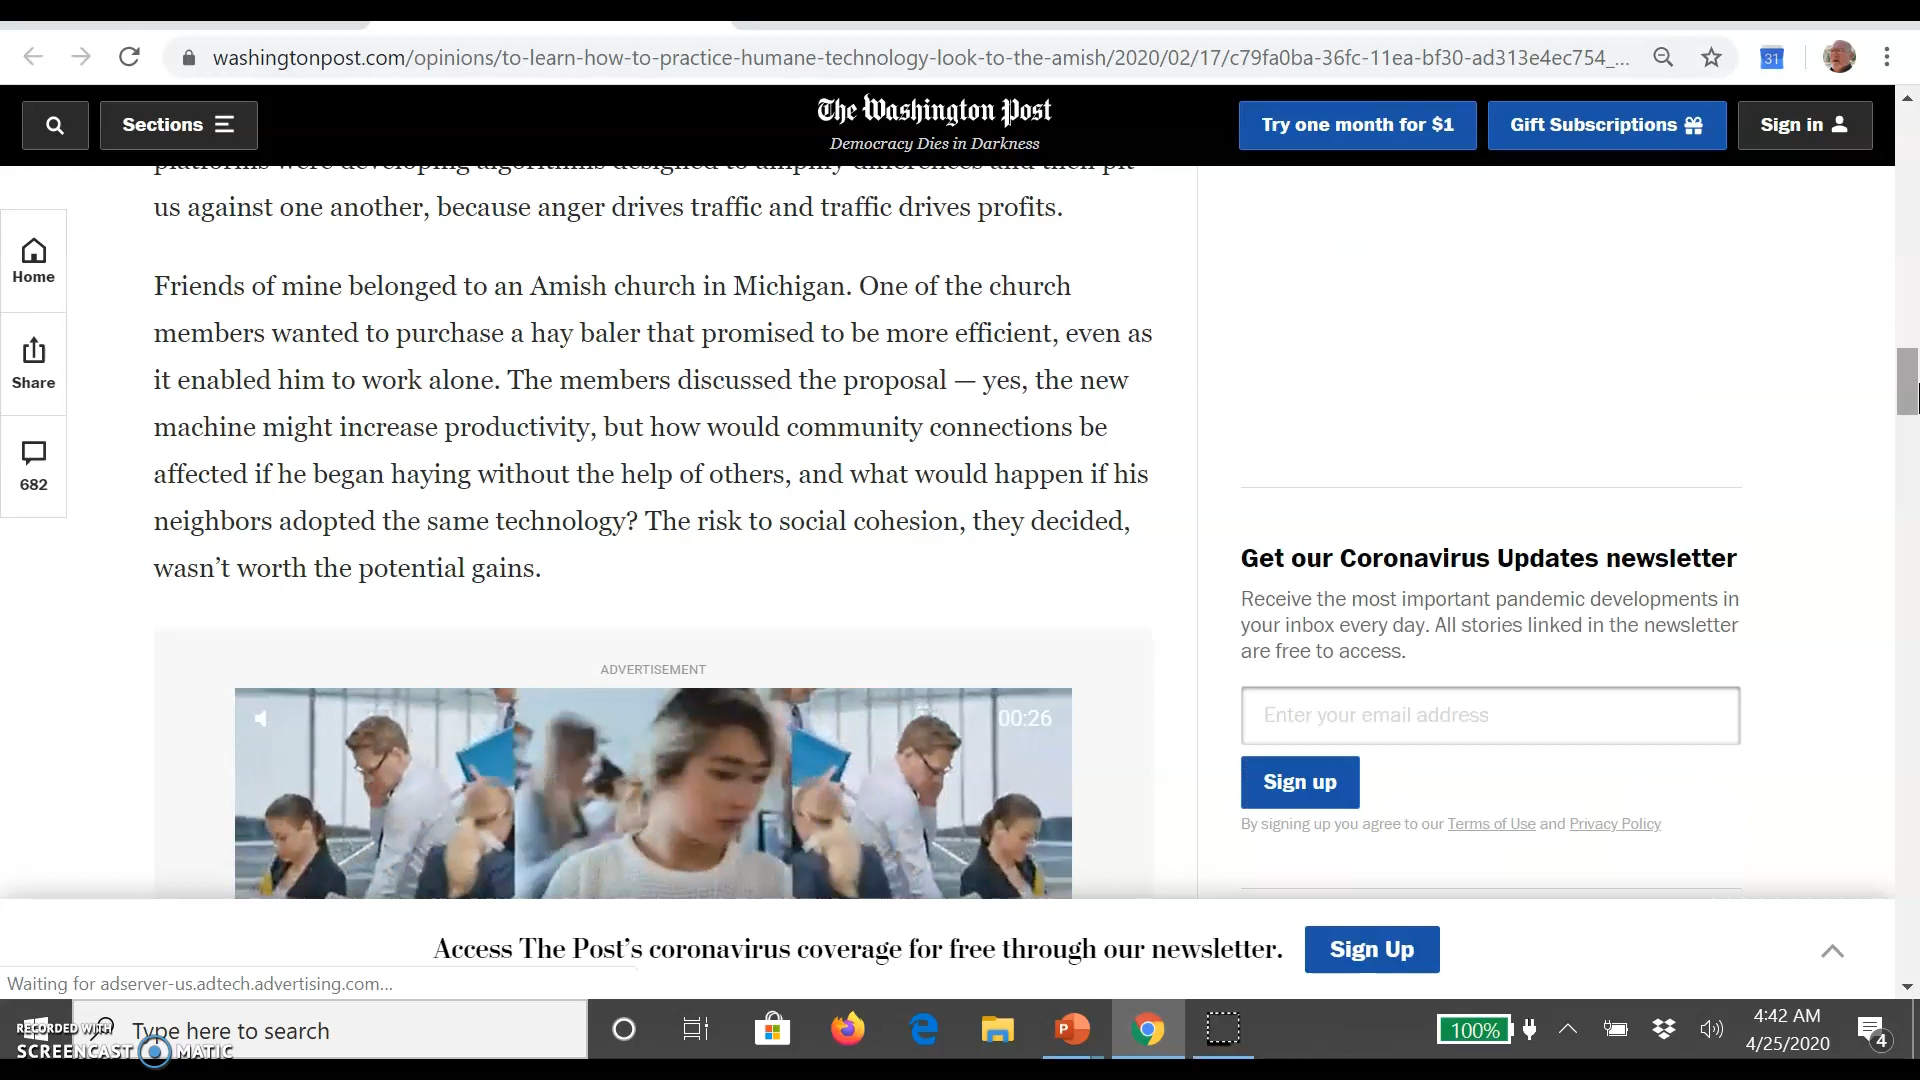 washingtonpost.com/opinions/to-learn-how-to-practice-humane-technology-look-to-the-amish/2020/02/17/c79fa0ba-36fc-11ea-bf30-ad313e4ec754_...
31
Sections
The Washington Post
Democracy Dies in Darkness
Try one month for $1
Gift Subscriptions
Sign in
platforms were developing algorithms designed to amplify differences and then pit
us against one another, because anger drives traffic and traffic drives profits.
Home
Share
682
Friends of mine belonged to an Amish church in Michigan. One of the church
members wanted to purchase a hay baler that promised to be more efficient, even as
it enabled him to work alone. The members discussed the proposal — yes, the new
machine might increase productivity, but how would community connections be
affected if he began haying without the help of others, and what would happen if his
neighbors adopted the same technology? The risk to social cohesion, they decided,
wasn’t worth the potential gains.
ADVERTISEMENT
00:26
Get our Coronavirus Updates newsletter
Receive the most important pandemic developments in
your inbox every day. All stories linked in the newsletter
are free to access.
Enter your email address
Sign up
By signing up you agree to our Terms of Use and Privacy Policy
Access The Post’s coronavirus coverage for free through our newsletter.
Sign Up
Waiting for adserver-us.adtech.advertising.com...
Type here to search
RECORDED WITH
SCREENCAST MATIC
100%
4:42 AM
4/25/2020
4